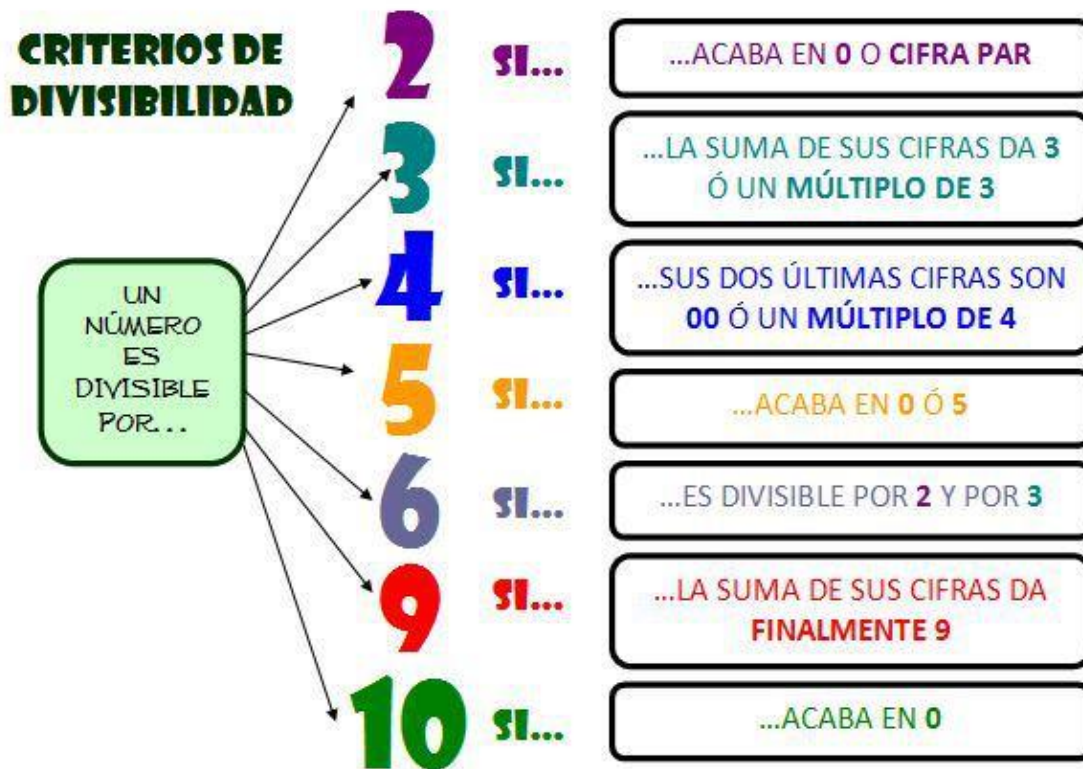 CRITERIOS DE
DIVISIBILIDAD
UN
NÚMERO
ES
DIVISIBLE
POR...
2 SI... ...ACABA EN 0 O CIFRA PAR
3 SI... ...LA SUMA DE SUS CIFRAS DA 3
Ó UN MÚLTIPLO DE 3
4 SI... ...SUS DOS ÚLTIMAS CIFRAS SON
00 Ó UN MÚLTIPLO DE 4
5 SI... ...ACABA EN 0 Ó 5
6 SI... ...ES DIVISIBLE POR 2 Y POR 3
9 SI... ...LA SUMA DE SUS CIFRAS DA
FINALMENTE 9
10 SI... ...ACABA EN 0